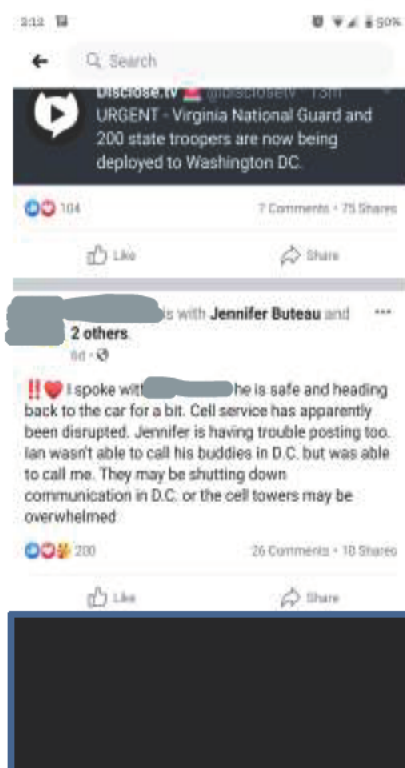 2:12 50%
Search
Disclose.tv @disclosetv 13m
URGENT - Virginia National Guard and
200 state troopers are now being
deployed to Washington DC.
104 7 Comments • 75 Shares
Like Share
is with Jennifer Buteau and
2 others.
6d
!! I spoke with he is safe and heading
back to the car for a bit. Cell service has apparently
been disrupted. Jennifer is having trouble posting too.
Ian wasn't able to call his buddies in D.C. but was able
to call me. They may be shutting down
communication in D.C. or the cell towers may be
overwhelmed
200 26 Comments • 10 Shares
Like Share